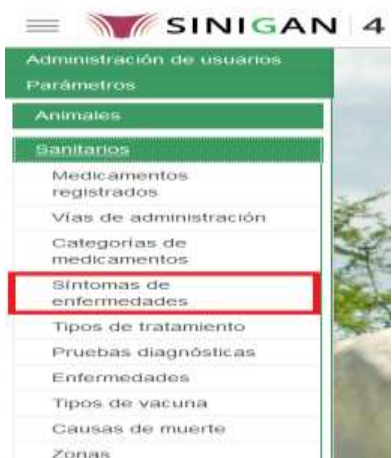 SINIGAN 4
Administración de usuarios
Parámetros
Animales
Sanitarios
Medicamentos
registrados
Vías de administración
Categorías de
medicamentos
Síntomas de
enfermedades
Tipos de tratamiento
Pruebas diagnósticas
Enfermedades
Tipos de vacuna
Causas de muerte
Zonas